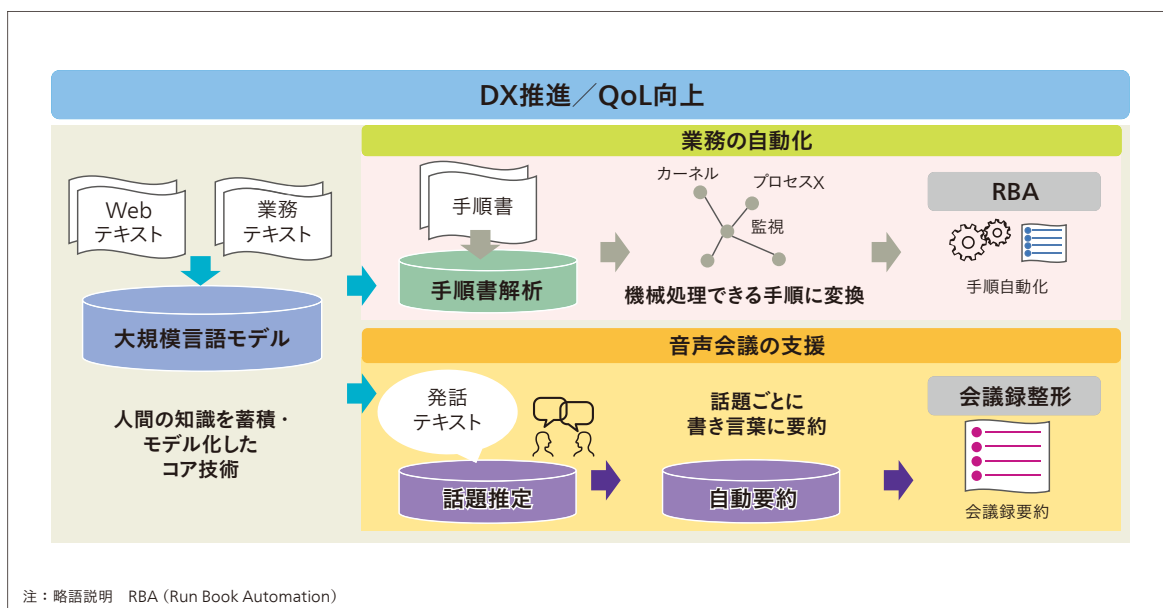 DX推進／QoL向上
業務の自動化
Web
テキスト
業務
テキスト
大規模言語モデル
人間の知識を蓄積・
モデル化した
コア技術
手順書
手順書解析
カーネル
プロセスX
監視
機械処理できる手順に変換
RBA
手順自動化
音声会議の支援
発話
テキスト
話題推定
話題ごとに
書き言葉に要約
自動要約
会議録整形
会議録要約
注：略語説明　RBA（Run Book Automation）